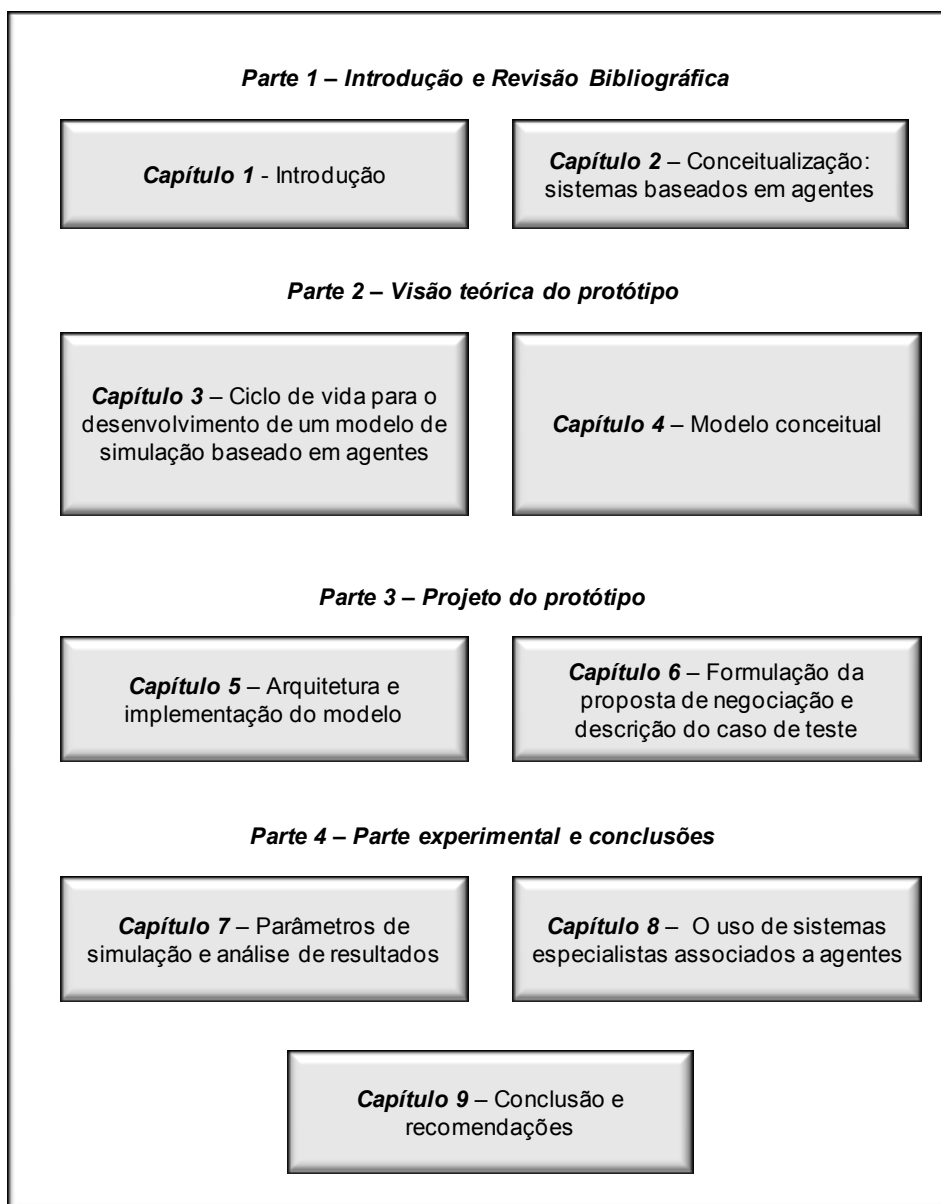 Parte 1 – Introdução e Revisão Bibliográfica
Capítulo 1 - Introdução
Capítulo 2 – Conceitualização:
sistemas baseados em agentes
Parte 2 – Visão teórica do protótipo
Capítulo 3 – Ciclo de vida para o
desenvolvimento de um modelo de
simulação baseado em agentes
Capítulo 4 – Modelo conceitual
Parte 3 – Projeto do protótipo
Capítulo 5 – Arquitetura e
implementação do modelo
Capítulo 6 – Formulação da
proposta de negociação e
descrição do caso de teste
Parte 4 – Parte experimental e conclusões
Capítulo 7 – Parâmetros de
simulação e análise de resultados
Capítulo 8 – O uso de sistemas
especialistas associados a agentes
Capítulo 9 – Conclusão e
recomendações